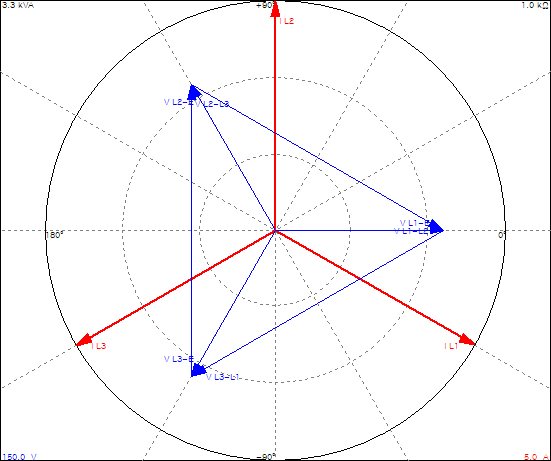 3.3 kVA
+90°
1.0 kΩ
I L2
V L2-E
V L2-L3
V L1-E
V L1-L2
180°
0°
I L3
I L1
V L3-E
V L3-L1
150.0 V
-90°
5.0 A